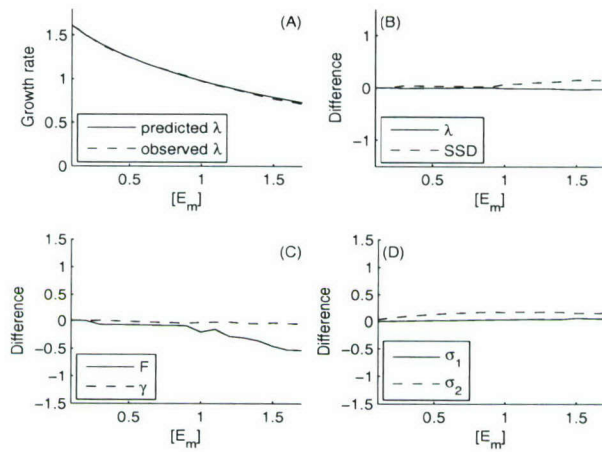 (A)
Growth rate
1.5
1
0.5
0
predicted λ
observed λ
0.5 1 1.5
[E_m]
(B)
Difference
1
0
−1
λ
SSD
0.5 1 1.5
[E_m]
(C)
Difference
1.5
1
0.5
0
−0.5
−1
−1.5
F
γ
0.5 1 1.5
[E_m]
(D)
Difference
1.5
1
0.5
0
−0.5
−1
−1.5
σ_1
σ_2
0.5 1 1.5
[E_m]